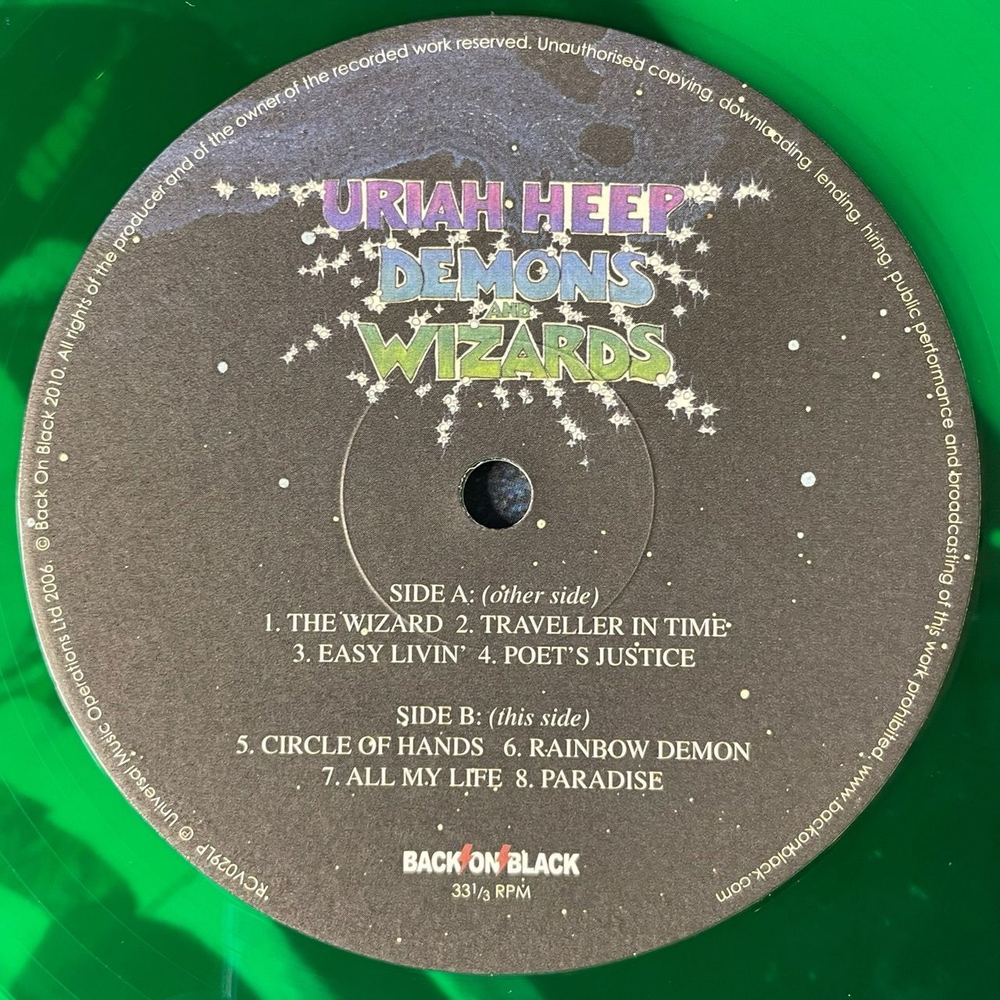 URIAH HEEP
DEMONS
AND
WIZARDS
SIDE A: (other side)
1. THE WIZARD 2. TRAVELLER IN TIME
3. EASY LIVIN' 4. POET'S JUSTICE
SIDE B: (this side)
5. CIRCLE OF HANDS 6. RAINBOW DEMON
7. ALL MY LIFE 8. PARADISE
BACK ON BLACK
33 1/3 RPM
RCV029LP ℗ Universal Music Operations Ltd 2006. © Back On Black 2010. All rights of the producer and of the owner of the recorded work reserved. Unauthorised copying, downloading, lending, hiring, public performance and broadcasting of this work prohibited. www.backonblack.com